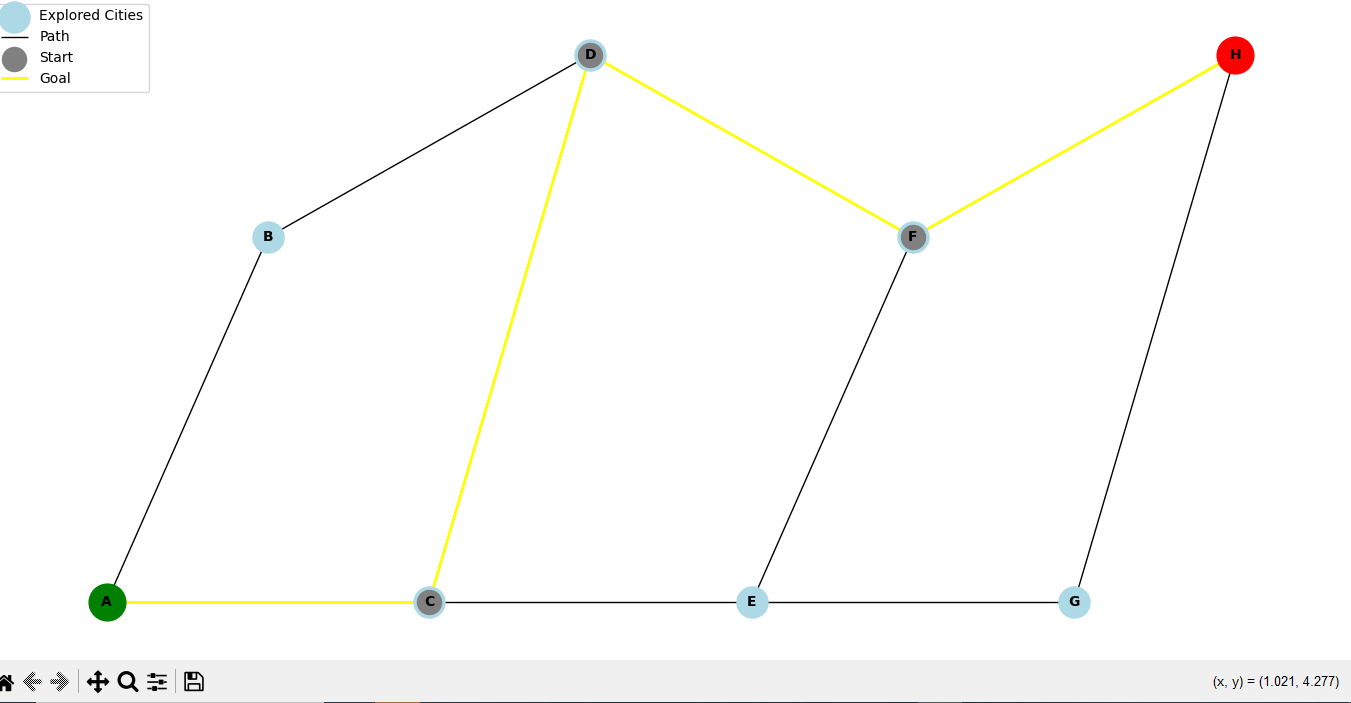 Explored Cities
Path
Start
Goal
D
H
B
F
A
C
E
G
(x, y) = (1.021, 4.277)